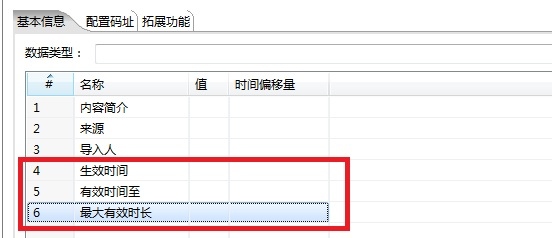 基本信息 配置码址 拓展功能
数据类型：
# 名称 值 时间偏移量
1 内容简介
2 来源
3 导入人
4 生效时间
5 有效时间至
6 最大有效时长